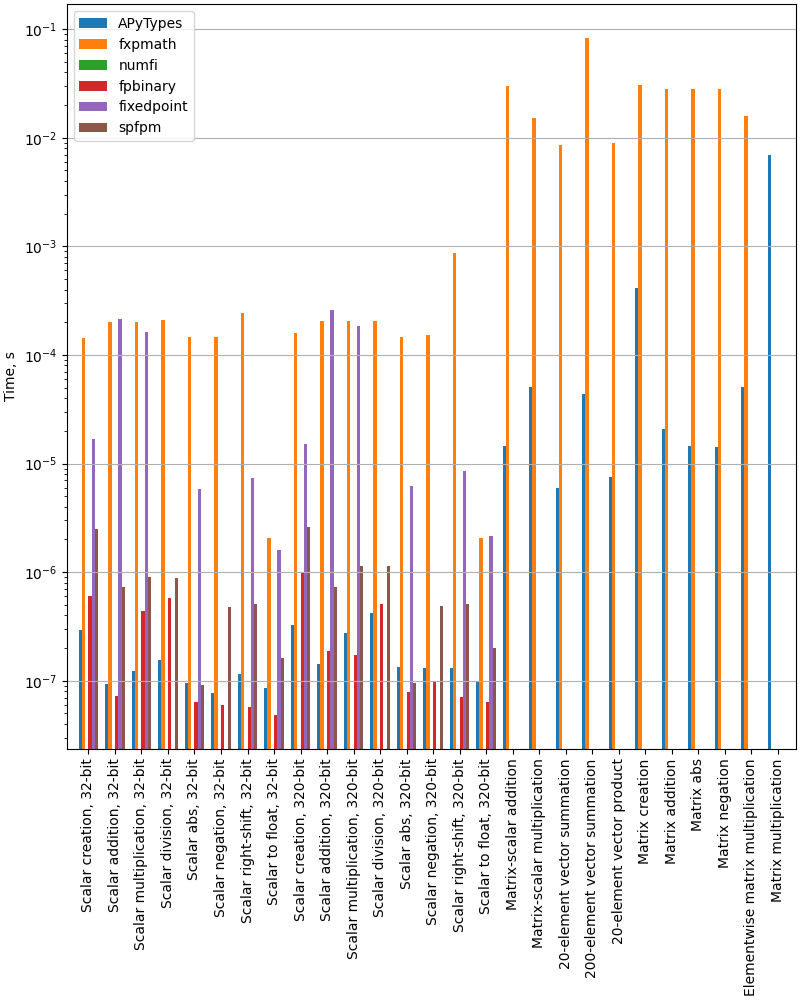 APyTypes
fxpmath
numfi
fpbinary
fixedpoint
spfpm
10⁻¹
10⁻²
10⁻³
10⁻⁴
10⁻⁵
10⁻⁶
10⁻⁷
Time, s
Scalar creation, 32-bit
Scalar addition, 32-bit
Scalar multiplication, 32-bit
Scalar division, 32-bit
Scalar abs, 32-bit
Scalar negation, 32-bit
Scalar right-shift, 32-bit
Scalar to float, 32-bit
Scalar creation, 320-bit
Scalar addition, 320-bit
Scalar multiplication, 320-bit
Scalar division, 320-bit
Scalar abs, 320-bit
Scalar negation, 320-bit
Scalar right-shift, 320-bit
Scalar to float, 320-bit
Matrix-scalar addition
Matrix-scalar multiplication
20-element vector summation
200-element vector summation
20-element vector product
Matrix creation
Matrix addition
Matrix abs
Matrix negation
Elementwise matrix multiplication
Matrix multiplication